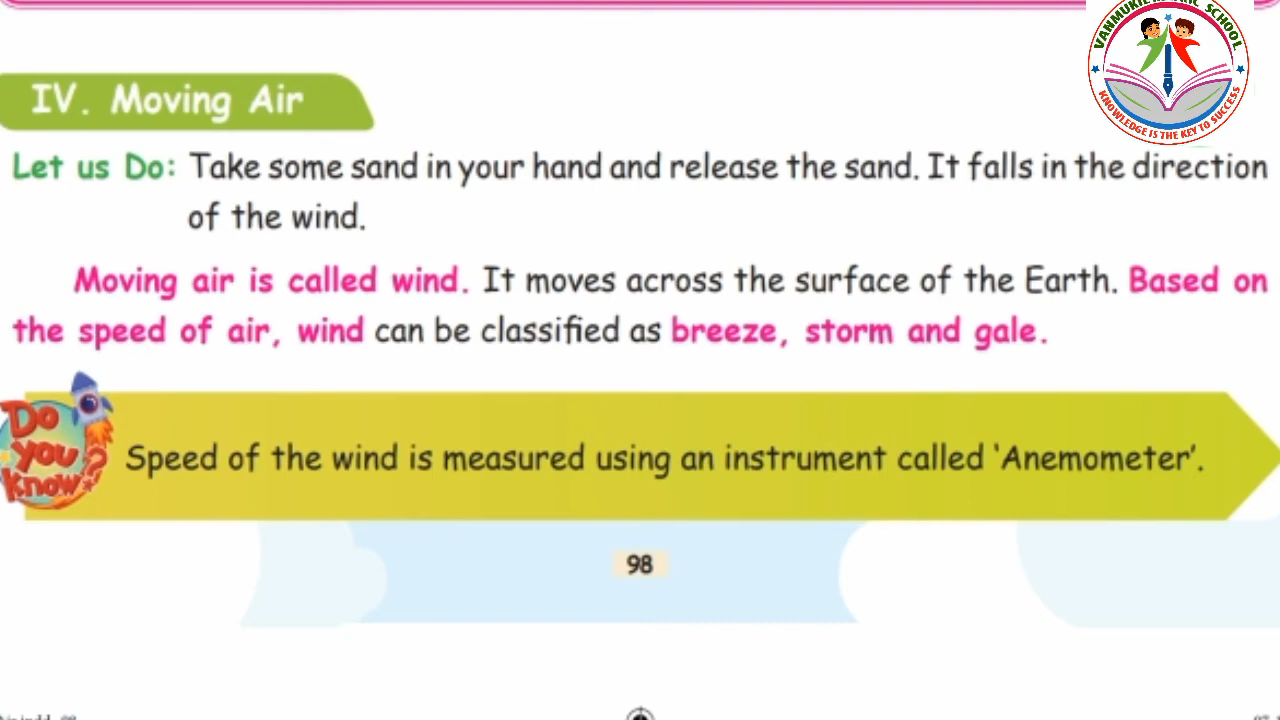 VANMUKIL MATRIC SCHOOL
KNOWLEDGE IS THE KEY TO SUCCESS
IV. Moving Air
Let us Do: Take some sand in your hand and release the sand. It falls in the direction
of the wind.
Moving air is called wind. It moves across the surface of the Earth. Based on
the speed of air, wind can be classified as breeze, storm and gale.
Do
you
know?
Speed of the wind is measured using an instrument called ‘Anemometer’.
98